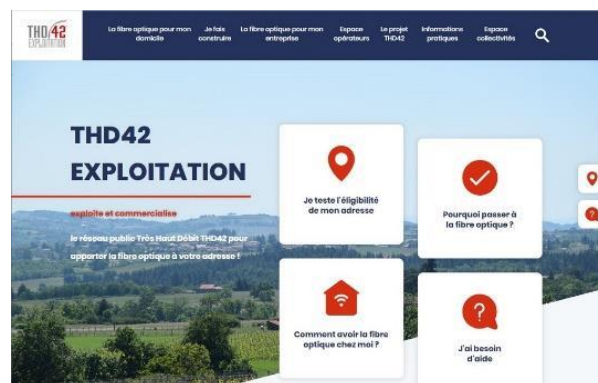 THD/42
EXPLOITATION
La fibre optique pour mon
domicile
Je fais
construire
La fibre optique pour mon
entreprise
Espace
opérateurs
Le projet
THD42
Informations
pratiques
Espace
collectivités
THD42
EXPLOITATION
exploite et commercialise
le réseau public Très Haut Débit THD42 pour
apporter la fibre optique à votre adresse !
Je teste l'éligibilité
de mon adresse
Pourquoi passer à
la fibre optique ?
Comment avoir la fibre
optique chez moi ?
J'ai besoin
d'aide